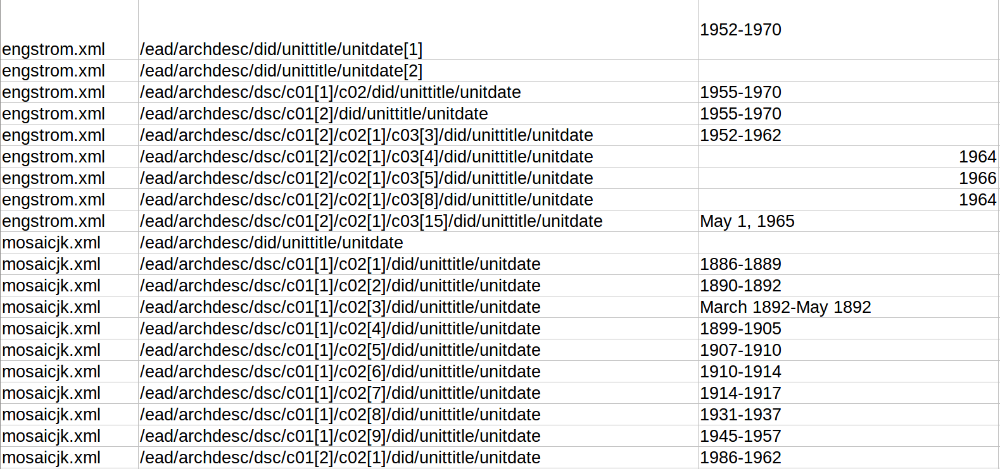 1952-1970
engstrom.xml /ead/archdesc/did/unittitle/unitdate[1]
engstrom.xml /ead/archdesc/did/unittitle/unitdate[2]
engstrom.xml /ead/archdesc/dsc/c01[1]/c02/did/unittitle/unitdate 1955-1970
engstrom.xml /ead/archdesc/dsc/c01[2]/did/unittitle/unitdate 1955-1970
engstrom.xml /ead/archdesc/dsc/c01[2]/c02[1]/c03[3]/did/unittitle/unitdate 1952-1962
engstrom.xml /ead/archdesc/dsc/c01[2]/c02[1]/c03[4]/did/unittitle/unitdate 1964
engstrom.xml /ead/archdesc/dsc/c01[2]/c02[1]/c03[5]/did/unittitle/unitdate 1966
engstrom.xml /ead/archdesc/dsc/c01[2]/c02[1]/c03[8]/did/unittitle/unitdate 1964
engstrom.xml /ead/archdesc/dsc/c01[2]/c02[1]/c03[15]/did/unittitle/unitdate May 1, 1965
mosaicjk.xml /ead/archdesc/did/unittitle/unitdate
mosaicjk.xml /ead/archdesc/dsc/c01[1]/c02[1]/did/unittitle/unitdate 1886-1889
mosaicjk.xml /ead/archdesc/dsc/c01[1]/c02[2]/did/unittitle/unitdate 1890-1892
mosaicjk.xml /ead/archdesc/dsc/c01[1]/c02[3]/did/unittitle/unitdate March 1892-May 1892
mosaicjk.xml /ead/archdesc/dsc/c01[1]/c02[4]/did/unittitle/unitdate 1899-1905
mosaicjk.xml /ead/archdesc/dsc/c01[1]/c02[5]/did/unittitle/unitdate 1907-1910
mosaicjk.xml /ead/archdesc/dsc/c01[1]/c02[6]/did/unittitle/unitdate 1910-1914
mosaicjk.xml /ead/archdesc/dsc/c01[1]/c02[7]/did/unittitle/unitdate 1914-1917
mosaicjk.xml /ead/archdesc/dsc/c01[1]/c02[8]/did/unittitle/unitdate 1931-1937
mosaicjk.xml /ead/archdesc/dsc/c01[1]/c02[9]/did/unittitle/unitdate 1945-1957
mosaicjk.xml /ead/archdesc/dsc/c01[2]/c02[1]/did/unittitle/unitdate 1986-1962